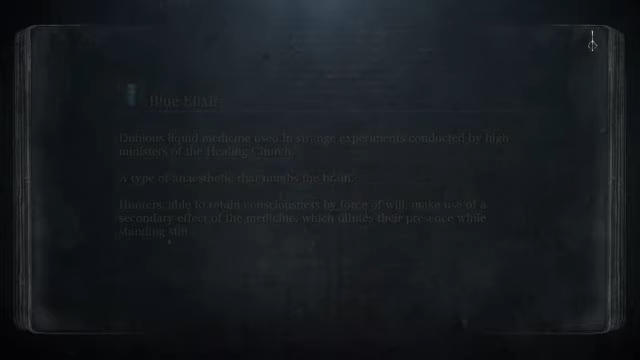 Blue Elixir
Dubious liquid medicine used in strange experiments conducted by high
ministers of the Healing Church.
A type of anaesthetic that numbs the brain.
Hunters, able to retain consciousness by force of will, make use of a
secondary effect of the medicine, which dilutes their presence while
standing still.